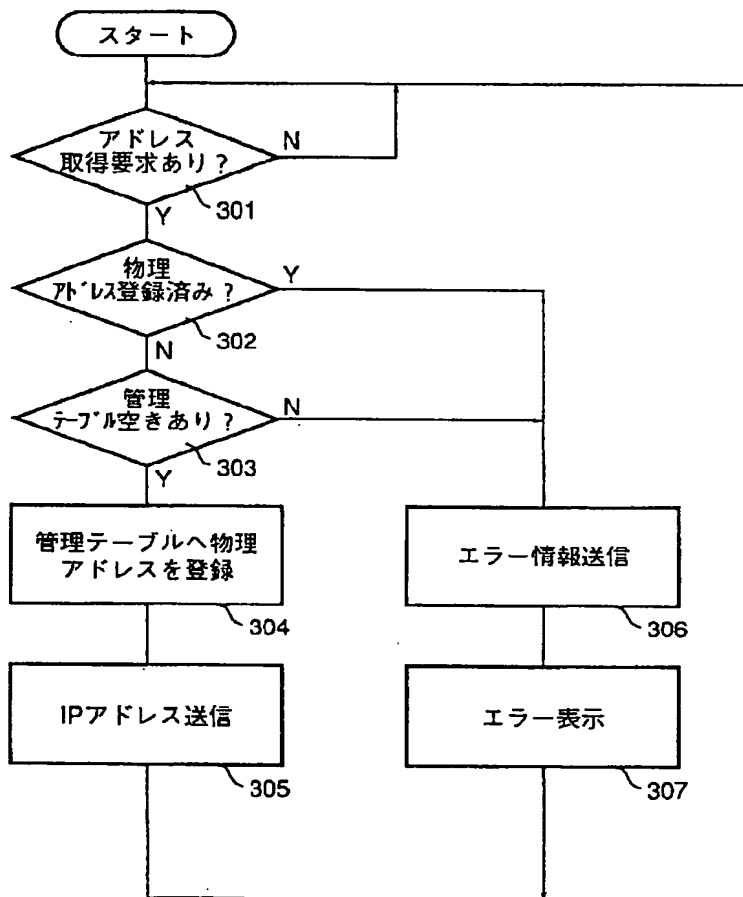 スタート
アドレス
取得要求あり？
N
301
Y
物理
アドレス登録済み？
Y
302
N
管理
テーブル空きあり？
N
303
Y
管理テーブルへ物理
アドレスを登録
304
エラー情報送信
306
IPアドレス送信
305
エラー表示
307